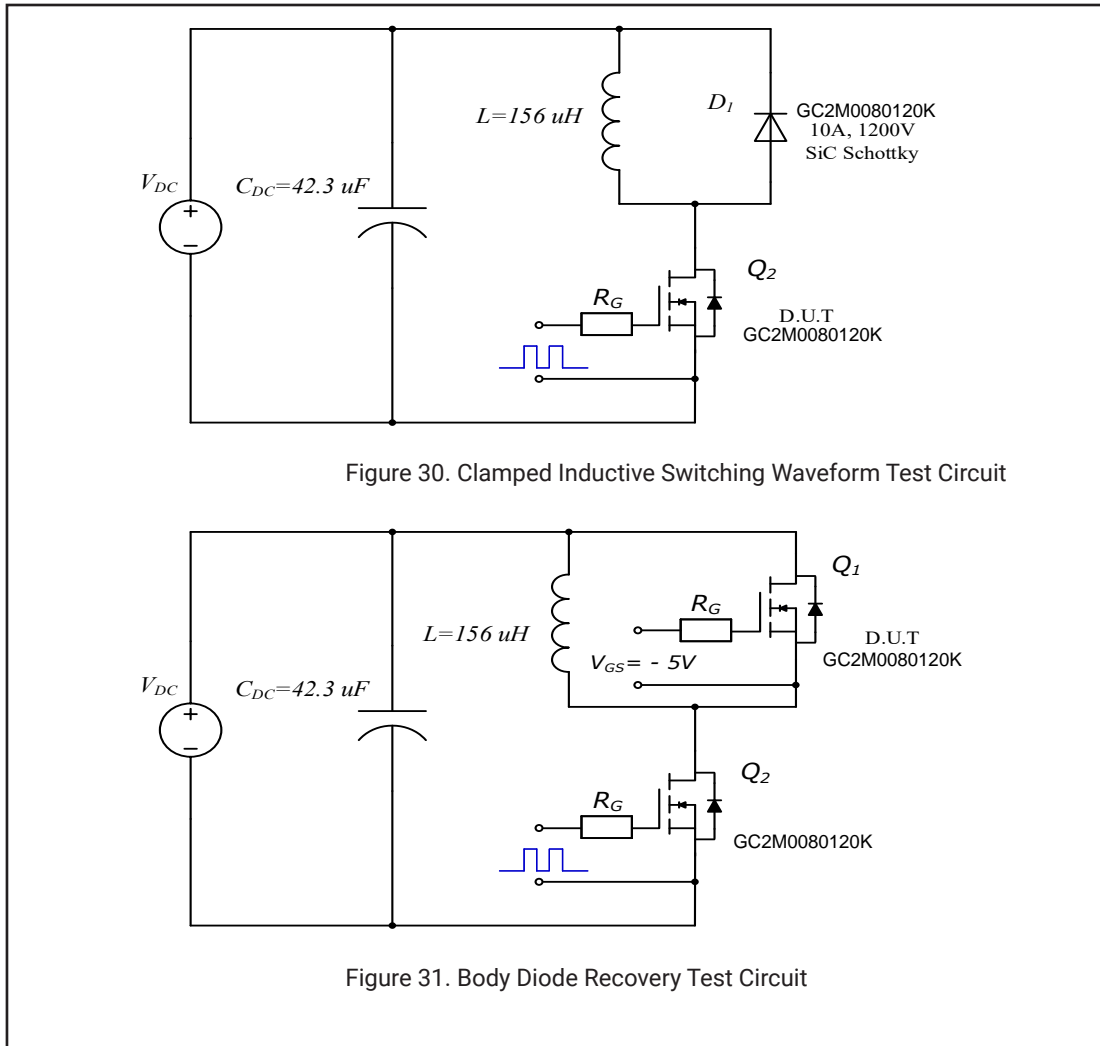 L=156 uH
D1
GC2M0080120K
10A, 1200V
SiC Schottky
VDC
CDC=42.3 uF
+
−
Q2
RG
D.U.T
GC2M0080120K
Figure 30. Clamped Inductive Switching Waveform Test Circuit
Q1
RG
L=156 uH
D.U.T
GC2M0080120K
VGS= - 5V
VDC
CDC=42.3 uF
+
−
Q2
RG
GC2M0080120K
Figure 31. Body Diode Recovery Test Circuit